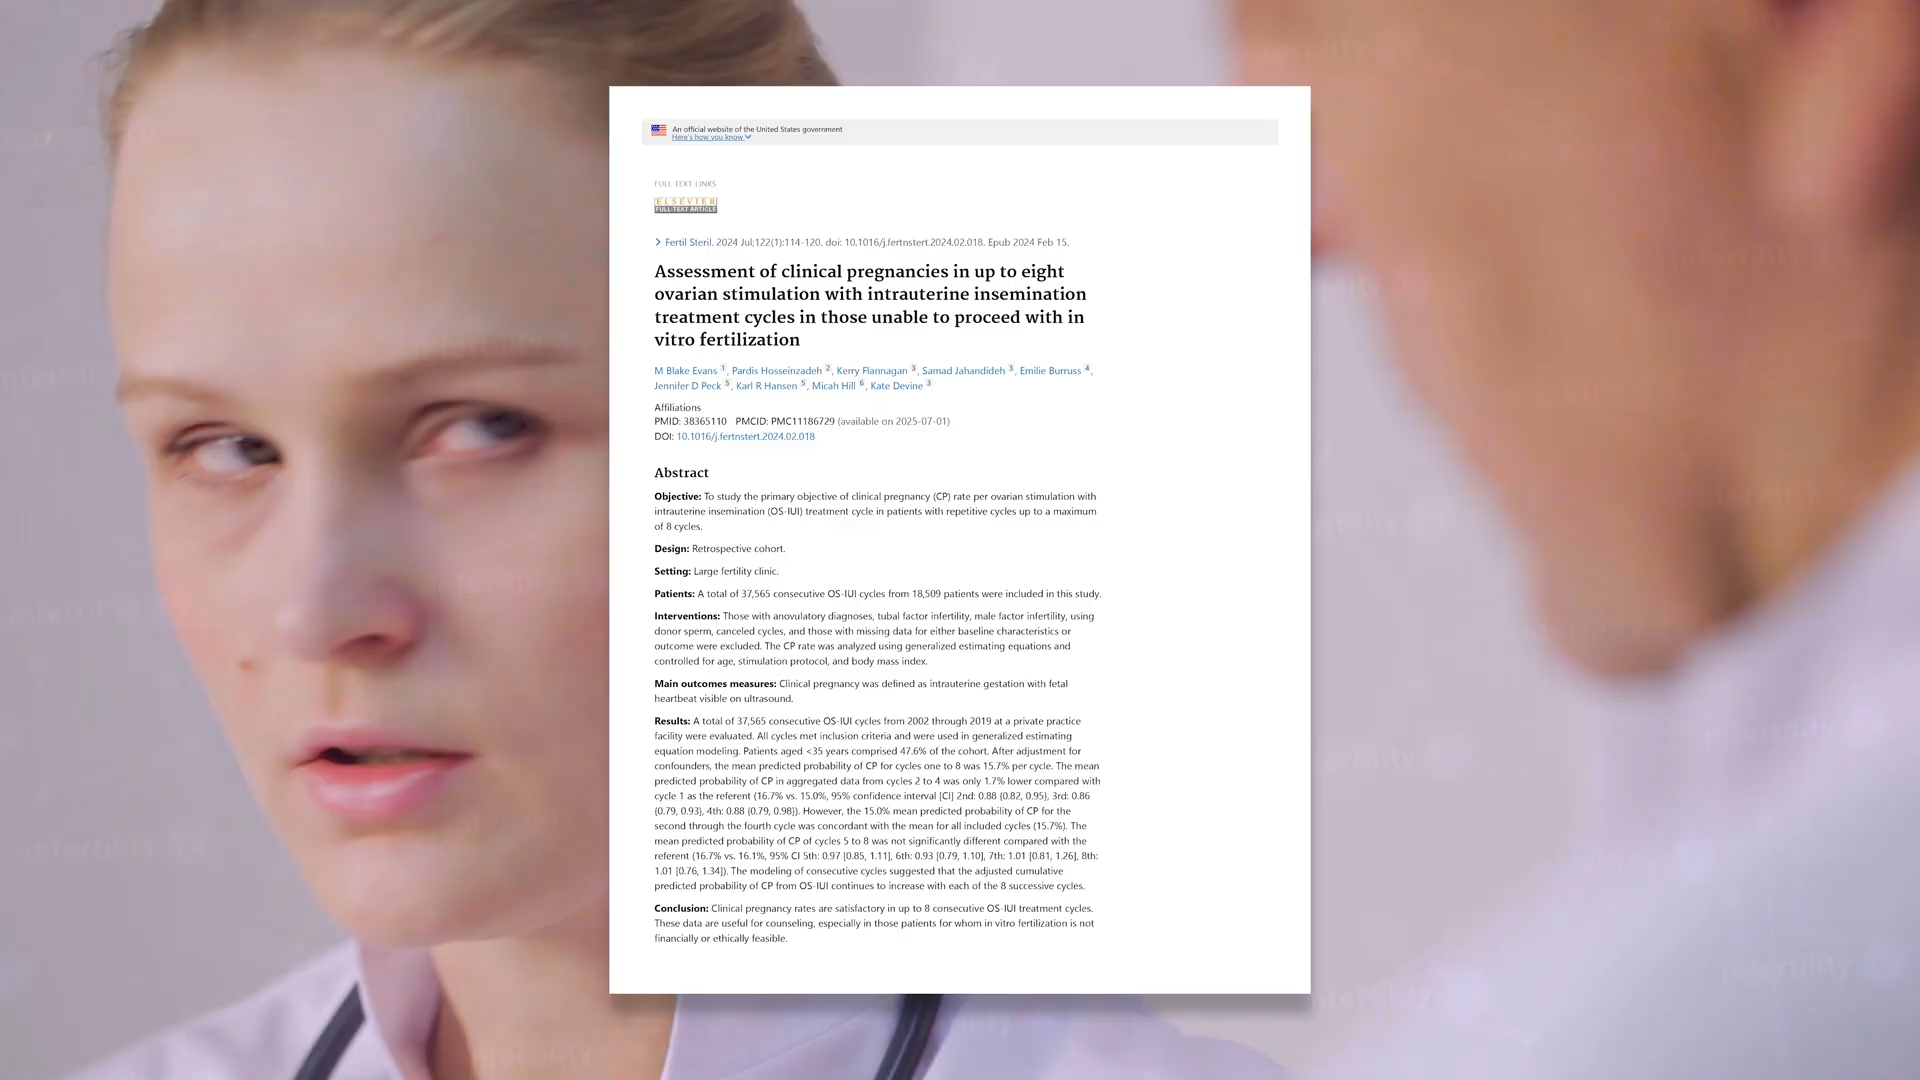 An official website of the United States government
Here's how you know
FULL TEXT LINKS
ELSEVIER
FULL-TEXT ARTICLE
Fertil Steril. 2024 Jul;122(1):114-120. doi: 10.1016/j.fertnstert.2024.02.018. Epub 2024 Feb 15.
Assessment of clinical pregnancies in up to eight
ovarian stimulation with intrauterine insemination
treatment cycles in those unable to proceed with in
vitro fertilization
M Blake Evans 1, Pardis Hosseinzadeh 2, Kerry Flannagan 3, Samad Jahandideh 3, Emilie Burruss 4,
Jennifer D Peck 5, Karl R Hansen 5, Micah Hill 6, Kate Devine 3
Affiliations
PMID: 38365110 PMCID: PMC11186729 (available on 2025-07-01)
DOI: 10.1016/j.fertnstert.2024.02.018
Abstract
Objective: To study the primary objective of clinical pregnancy (CP) rate per ovarian stimulation with
intrauterine insemination (OS-IUI) treatment cycle in patients with repetitive cycles up to a maximum
of 8 cycles.
Design: Retrospective cohort.
Setting: Large fertility clinic.
Patients: A total of 37,565 consecutive OS-IUI cycles from 18,509 patients were included in this study.
Interventions: Those with anovulatory diagnoses, tubal factor infertility, male factor infertility, using
donor sperm, canceled cycles, and those with missing data for either baseline characteristics or
outcome were excluded. The CP rate was analyzed using generalized estimating equations and
controlled for age, stimulation protocol, and body mass index.
Main outcomes measures: Clinical pregnancy was defined as intrauterine gestation with fetal
heartbeat visible on ultrasound.
Results: A total of 37,565 consecutive OS-IUI cycles from 2002 through 2019 at a private practice
facility were evaluated. All cycles met inclusion criteria and were used in generalized estimating
equation modeling. Patients aged <35 years comprised 47.6% of the cohort. After adjustment for
confounders, the mean predicted probability of CP for cycles one to 8 was 15.7% per cycle. The mean
predicted probability of CP in aggregated data from cycles 2 to 4 was only 1.7% lower compared with
cycle 1 as the referent (16.7% vs. 15.0%, 95% confidence interval [CI] 2nd: 0.88 {0.82, 0.95}, 3rd: 0.86
{0.79, 0.93}, 4th: 0.88 {0.79, 0.98}). However, the 15.0% mean predicted probability of CP for the
second through the fourth cycle was concordant with the mean for all included cycles (15.7%). The
mean predicted probability of CP of cycles 5 to 8 was not significantly different compared with the
referent (16.7% vs. 16.1%, 95% CI 5th: 0.97 [0.85, 1.11], 6th: 0.93 [0.79, 1.10], 7th: 1.01 [0.81, 1.26], 8th:
1.01 [0.76, 1.34]). The modeling of consecutive cycles suggested that the adjusted cumulative
predicted probability of CP from OS-IUI continues to increase with each of the 8 successive cycles.
Conclusion: Clinical pregnancy rates are satisfactory in up to 8 consecutive OS-IUI treatment cycles.
These data are useful for counseling, especially in those patients for whom in vitro fertilization is not
financially or ethically feasible.